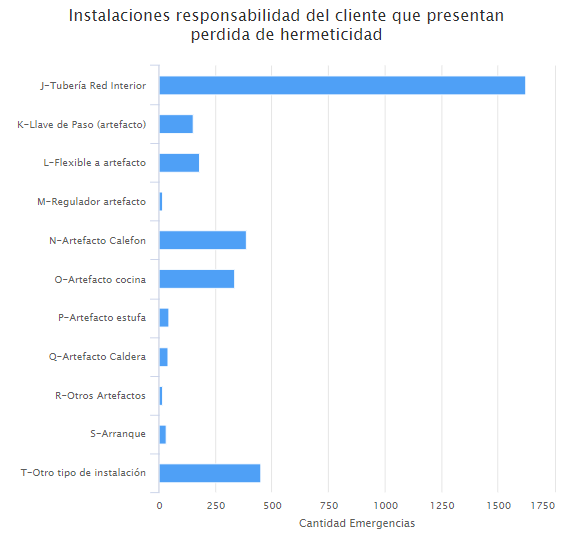 Instalaciones responsabilidad del cliente que presentan
perdida de hermeticidad
J-Tubería Red Interior
K-Llave de Paso (artefacto)
L-Flexible a artefacto
M-Regulador artefacto
N-Artefacto Calefon
O-Artefacto cocina
P-Artefacto estufa
Q-Artefacto Caldera
R-Otros Artefactos
S-Arranque
T-Otro tipo de instalación
0 250 500 750 1000 1250 1500 1750
Cantidad Emergencias